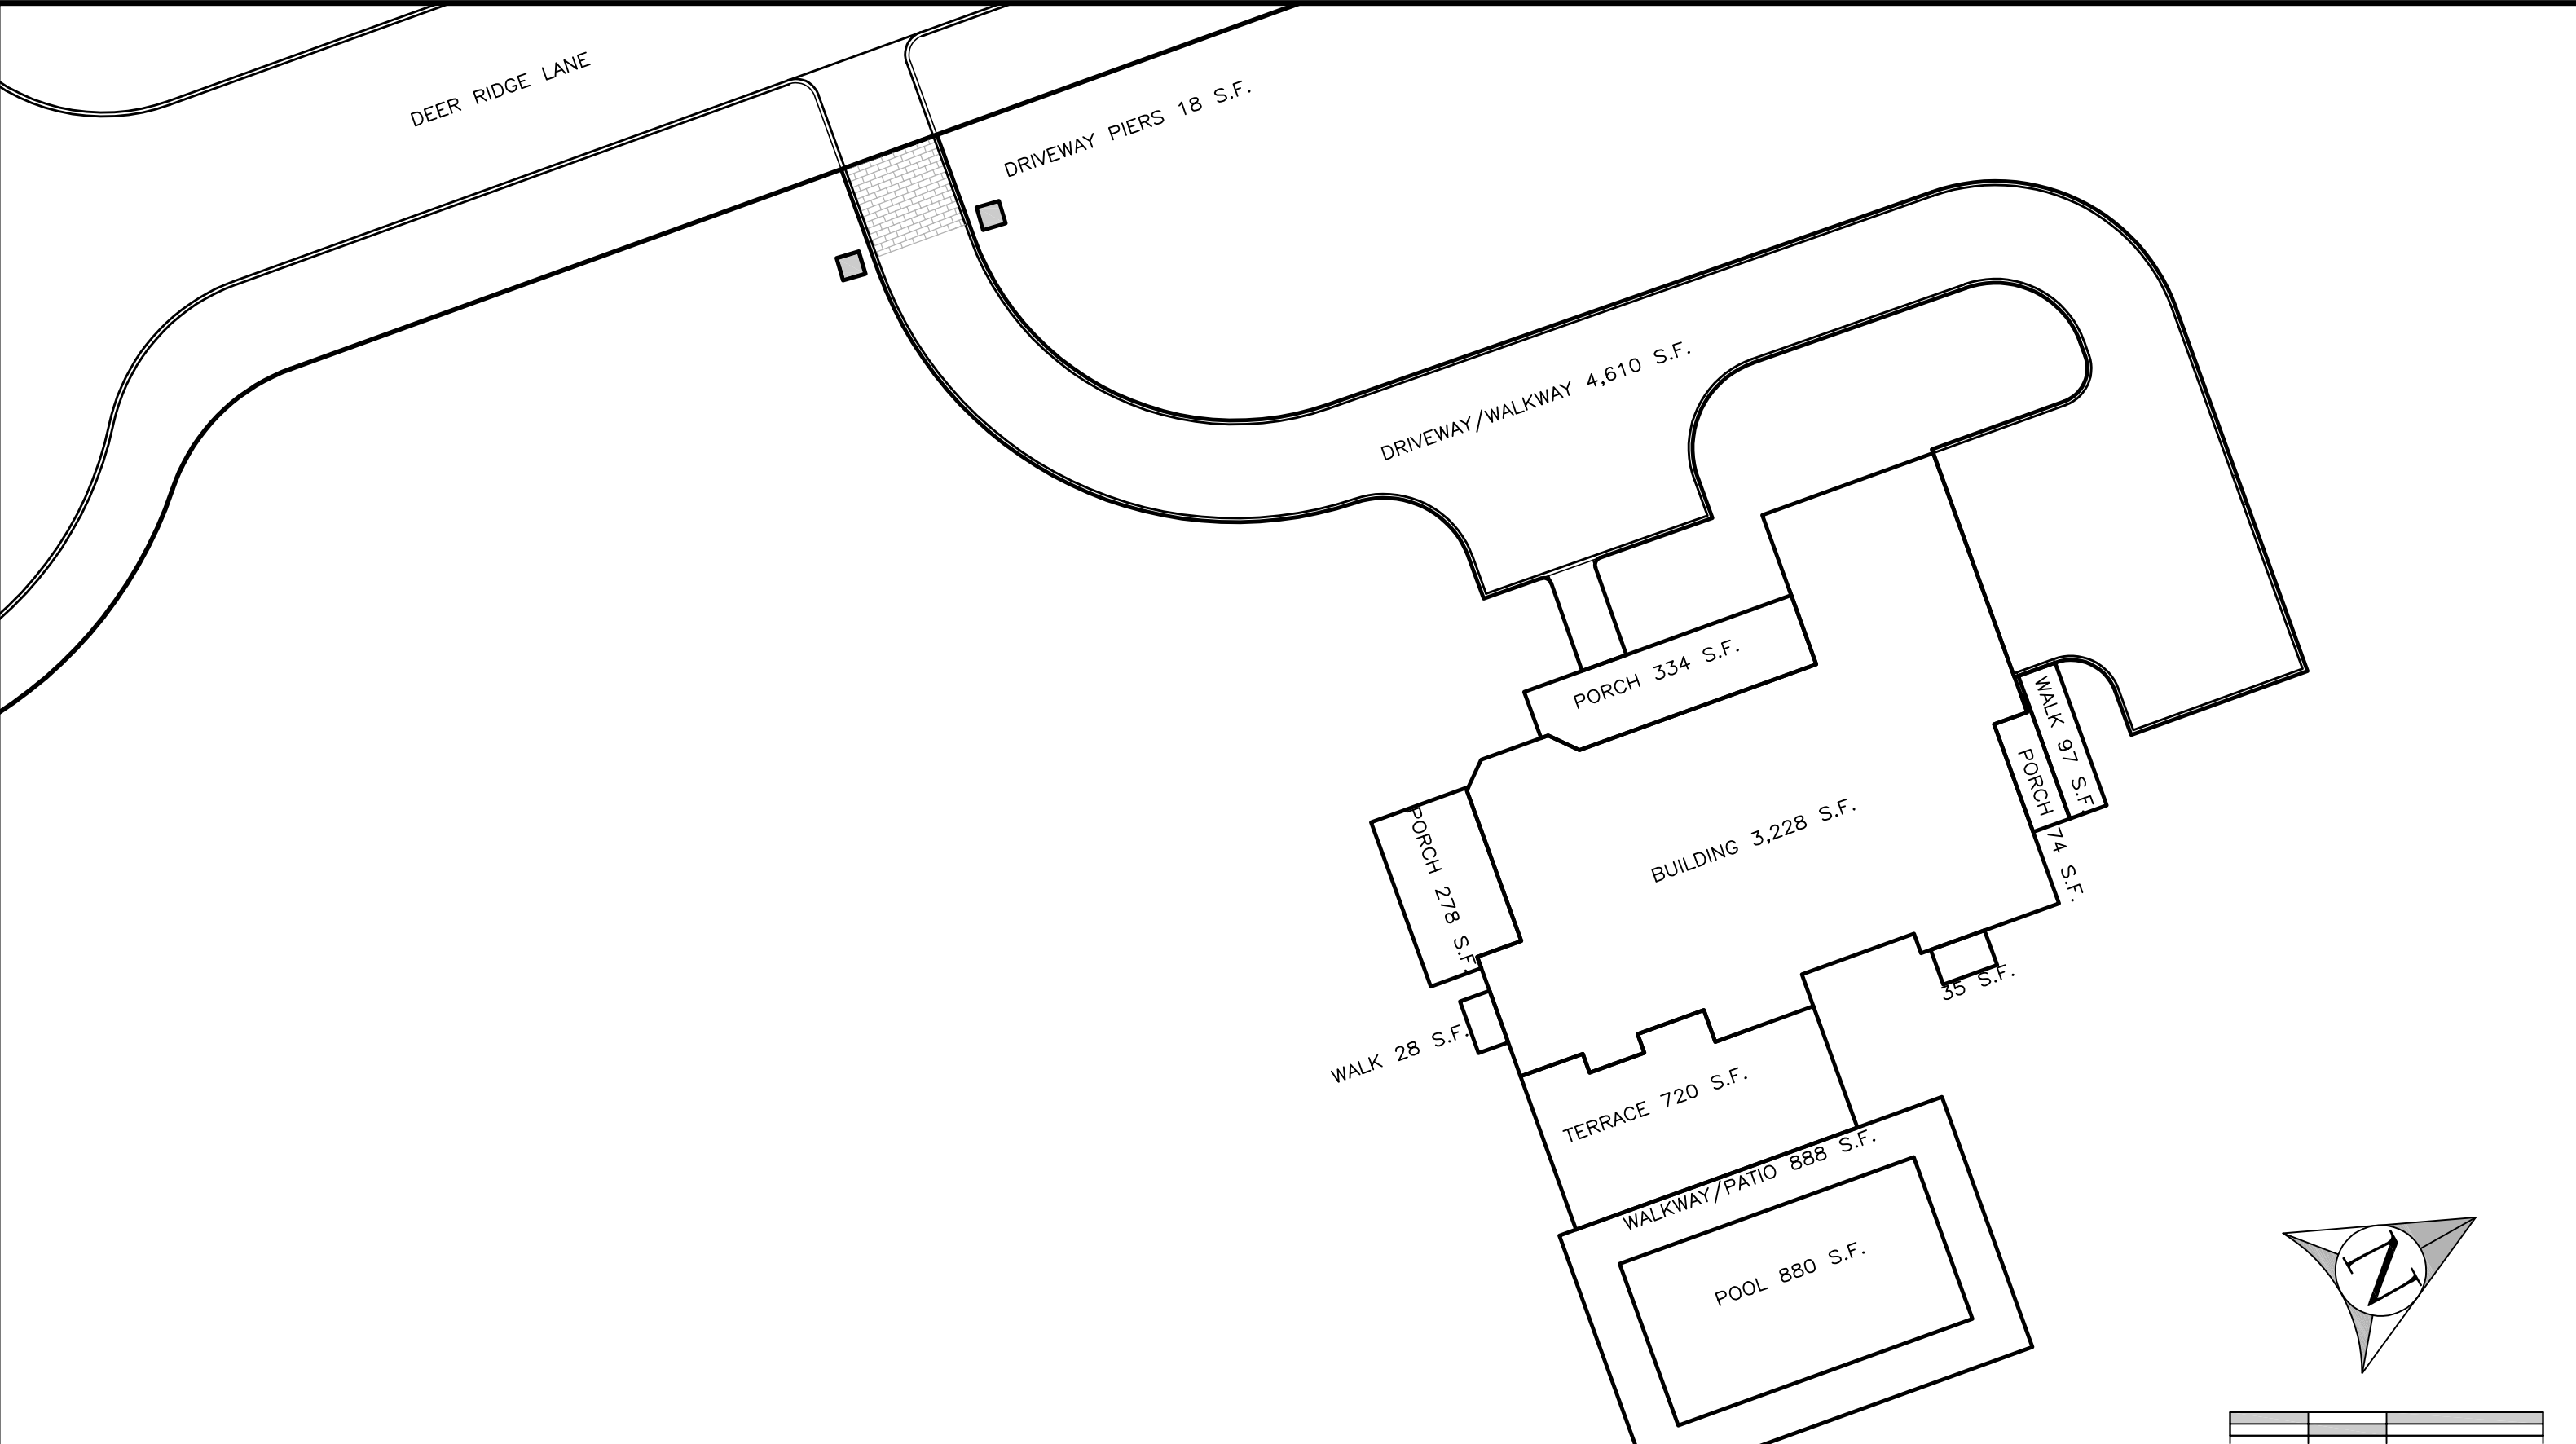 DEER RIDGE LANE
DRIVEWAY PIERS 18 S.F.
DRIVEWAY/WALKWAY 4,610 S.F.
PORCH 334 S.F.
WALK 97 S.F.
PORCH 74 S.F.
BUILDING 3,228 S.F.
PORCH 278 S.F.
35 S.F.
WALK 28 S.F.
TERRACE 720 S.F.
WALKWAY/PATIO 888 S.F.
POOL 880 S.F.
N